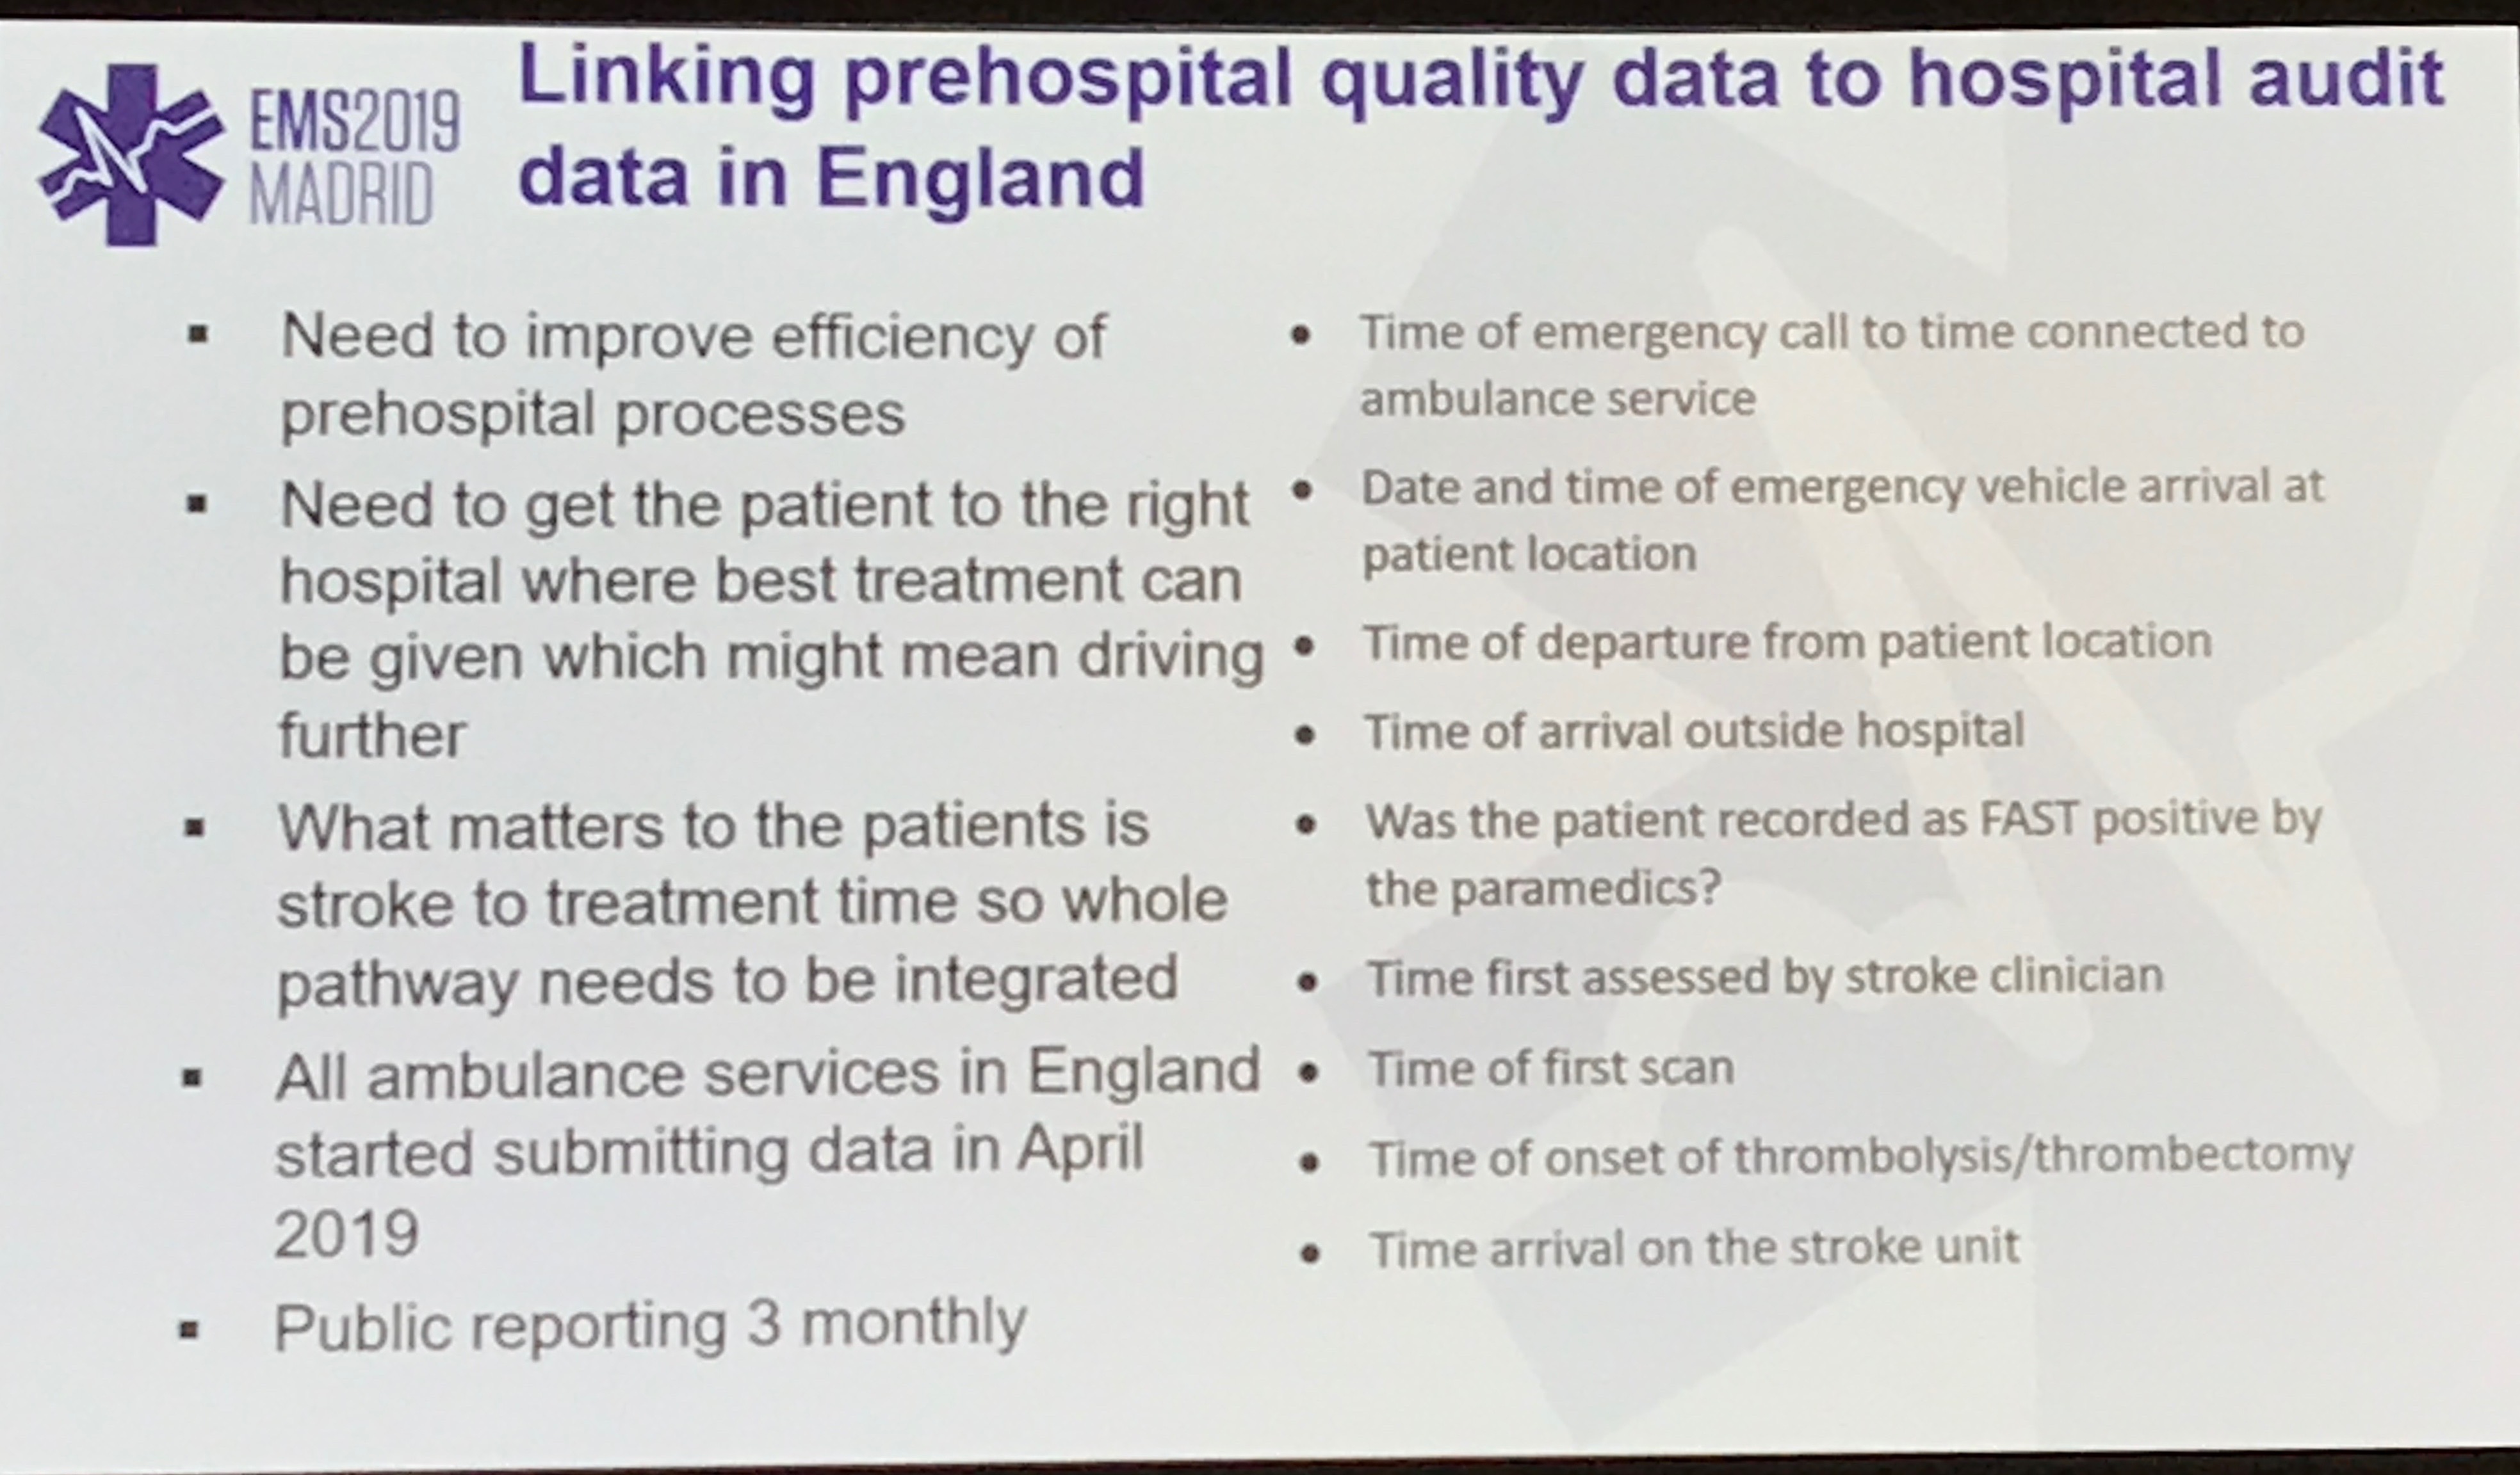 EMS2019
MADRID
Linking prehospital quality data to hospital audit
data in England
▪ Need to improve efficiency of
prehospital processes
▪ Need to get the patient to the right
hospital where best treatment can
be given which might mean driving
further
▪ What matters to the patients is
stroke to treatment time so whole
pathway needs to be integrated
▪ All ambulance services in England
started submitting data in April
2019
▪ Public reporting 3 monthly
• Time of emergency call to time connected to
ambulance service
• Date and time of emergency vehicle arrival at
patient location
• Time of departure from patient location
• Time of arrival outside hospital
• Was the patient recorded as FAST positive by
the paramedics?
• Time first assessed by stroke clinician
• Time of first scan
• Time of onset of thrombolysis/thrombectomy
• Time arrival on the stroke unit